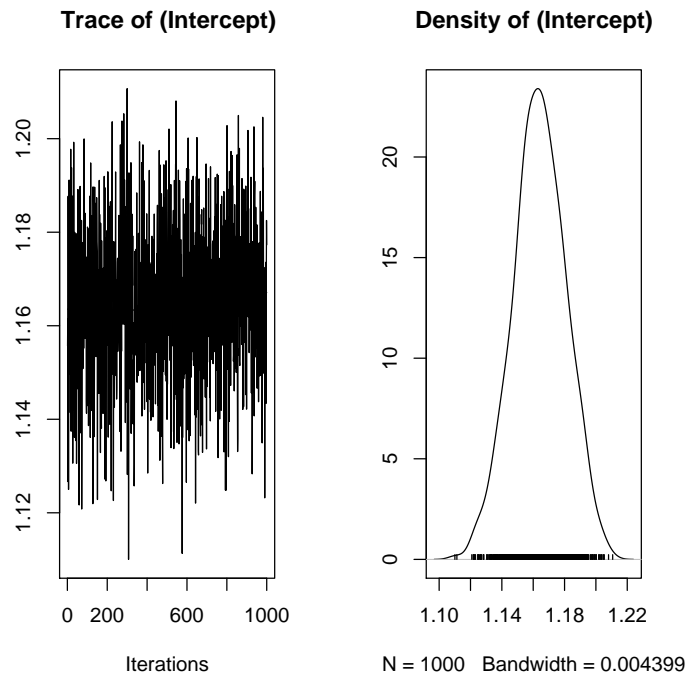 Trace of (Intercept)
1.20
1.18
1.16
1.14
1.12
0 200 600 1000
Iterations
Density of (Intercept)
20
15
10
5
0
1.10 1.14 1.18 1.22
N = 1000 Bandwidth = 0.004399